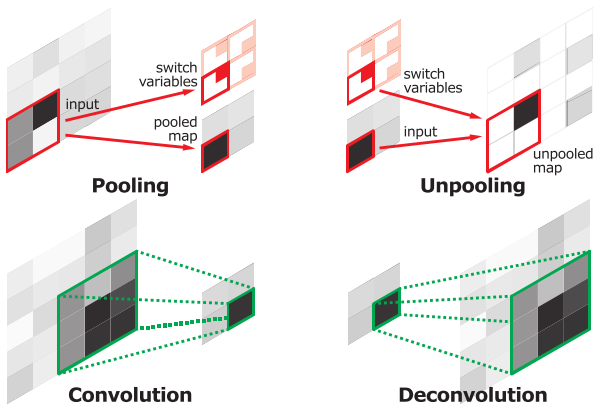 switch
variables
input
pooled
map
Pooling
switch
variables
input
unpooled
map
Unpooling
Convolution
Deconvolution